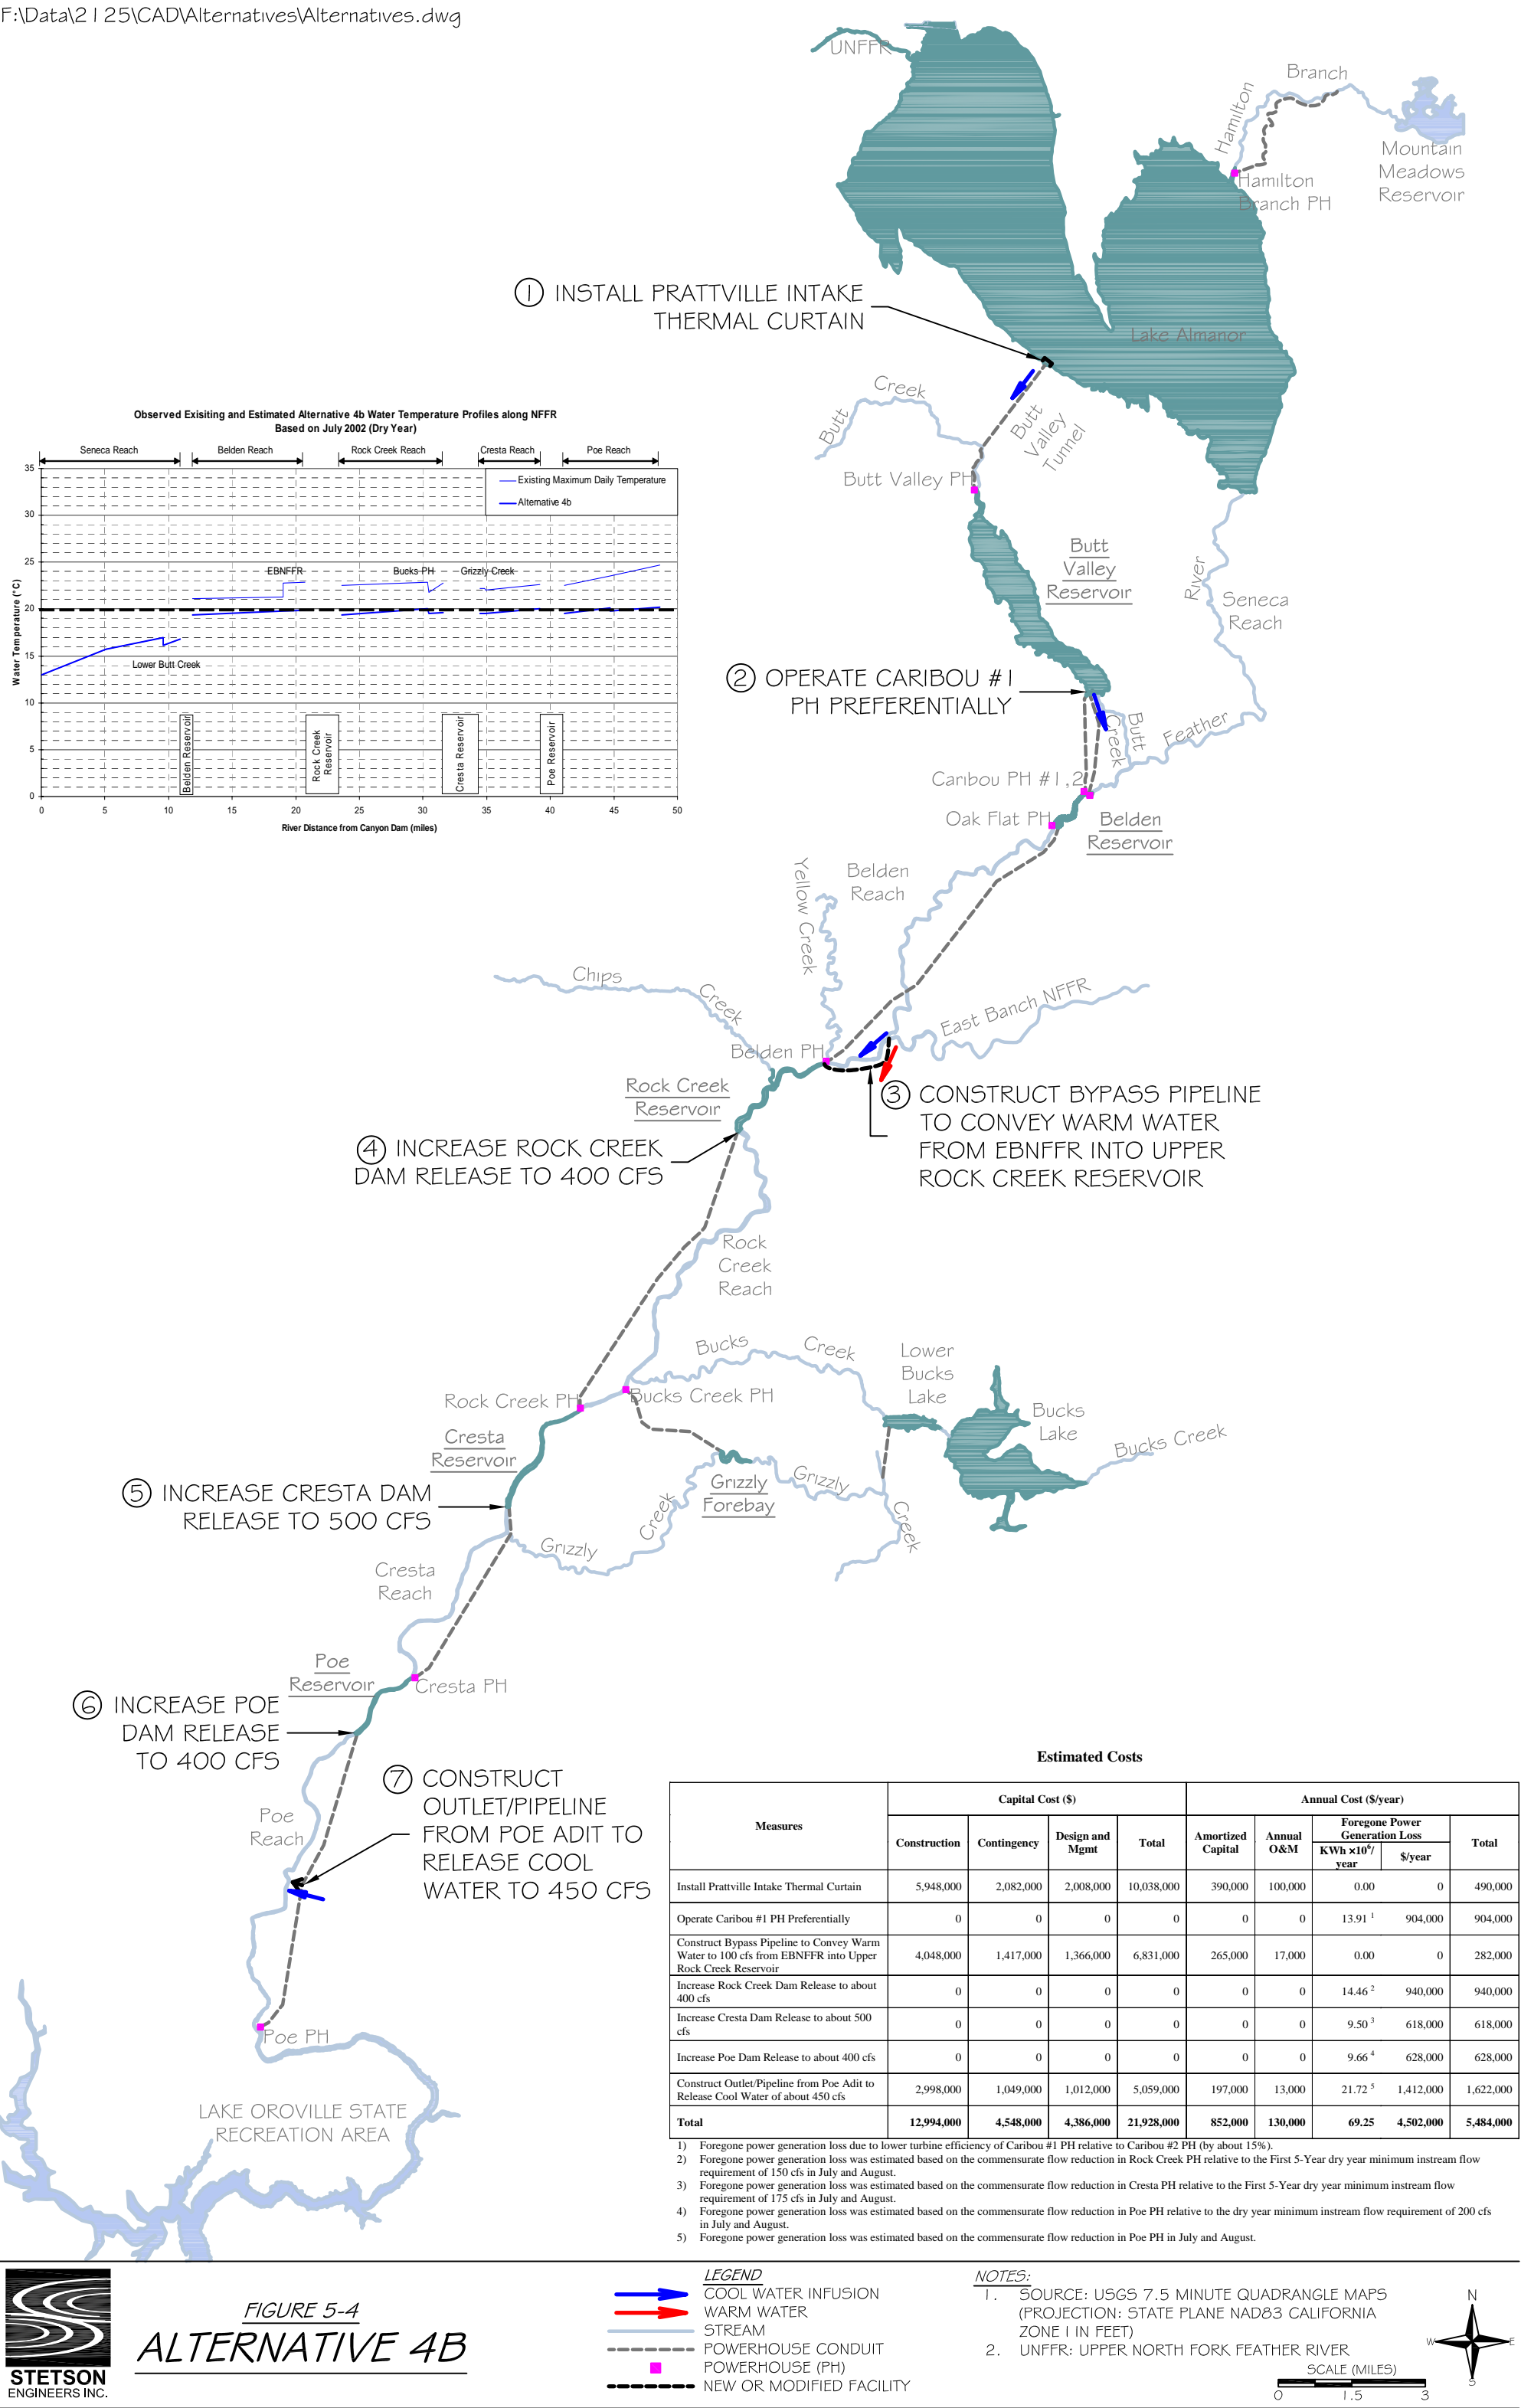 F:\Data\2125\CAD\Alternatives\Alternatives.dwg
UNFFR
Hamilton
Branch
Mountain
Meadows
Reservoir
Hamilton
Branch PH
1 INSTALL PRATTVILLE INTAKE
THERMAL CURTAIN
Lake Almanor
Butt
Creek
Butt
Valley
Tunnel
Butt Valley PH
Butt
Valley
Reservoir
River
Seneca
Reach
Observed Exisiting and Estimated Alternative 4b Water Temperature Profiles along NFFR
Based on July 2002 (Dry Year)
Seneca Reach
Belden Reach
Rock Creek Reach
Cresta Reach
Poe Reach
Existing Maximum Daily Temperature
Alternative 4b
EBNFFR
Bucks PH
Grizzly Creek
Lower Butt Creek
Belden Reservoir
Rock Creek
Reservoir
Cresta Reservoir
Poe Reservoir
Water Temperature (°C)
35
30
25
20
15
10
5
0
0 5 10 15 20 25 30 35 40 45 50
River Distance from Canyon Dam (miles)
2 OPERATE CARIBOU #1
PH PREFERENTIALLY
Butt
Creek
Feather
Caribou PH #1,2
Oak Flat PH
Belden
Reservoir
Yellow Creek
Belden
Reach
Chips
Creek
East Banch NFFR
Belden PH
Rock Creek
Reservoir
3 CONSTRUCT BYPASS PIPELINE
TO CONVEY WARM WATER
FROM EBNFFR INTO UPPER
ROCK CREEK RESERVOIR
4 INCREASE ROCK CREEK
DAM RELEASE TO 400 CFS
Rock
Creek
Reach
Bucks
Creek
Lower
Bucks
Lake
Rock Creek PH
Bucks Creek PH
Bucks
Lake
Bucks Creek
Cresta
Reservoir
Grizzly
Forebay
Grizzly
Creek
5 INCREASE CRESTA DAM
RELEASE TO 500 CFS
Grizzly
Creek
Cresta
Reach
Poe
Reservoir
Cresta PH
6 INCREASE POE
DAM RELEASE
TO 400 CFS
7 CONSTRUCT
OUTLET/PIPELINE
FROM POE ADIT TO
RELEASE COOL
WATER TO 450 CFS
Poe
Reach
Poe PH
LAKE OROVILLE STATE
RECREATION AREA
Estimated Costs
Measures
Capital Cost ($)
Annual Cost ($/year)
Construction
Contingency
Design and
Mgmt
Total
Amortized
Capital
Annual
O&M
Foregone Power
Generation Loss
KWh ×10⁶/
year
$/year
Total
Install Prattville Intake Thermal Curtain 5,948,000 2,082,000 2,008,000 10,038,000 390,000 100,000 0.00 0 490,000
Operate Caribou #1 PH Preferentially 0 0 0 0 0 0 13.91 ¹ 904,000 904,000
Construct Bypass Pipeline to Convey Warm
Water to 100 cfs from EBNFFR into Upper 4,048,000 1,417,000 1,366,000 6,831,000 265,000 17,000 0.00 0 282,000
Rock Creek Reservoir
Increase Rock Creek Dam Release to about
400 cfs 0 0 0 0 0 0 14.46 ² 940,000 940,000
Increase Cresta Dam Release to about 500
cfs 0 0 0 0 0 0 9.50 ³ 618,000 618,000
Increase Poe Dam Release to about 400 cfs 0 0 0 0 0 0 9.66 ⁴ 628,000 628,000
Construct Outlet/Pipeline from Poe Adit to
Release Cool Water of about 450 cfs 2,998,000 1,049,000 1,012,000 5,059,000 197,000 13,000 21.72 ⁵ 1,412,000 1,622,000
Total 12,994,000 4,548,000 4,386,000 21,928,000 852,000 130,000 69.25 4,502,000 5,484,000
1) Foregone power generation loss due to lower turbine efficiency of Caribou #1 PH relative to Caribou #2 PH (by about 15%).
2) Foregone power generation loss was estimated based on the commensurate flow reduction in Rock Creek PH relative to the First 5-Year dry year minimum instream flow
requirement of 150 cfs in July and August.
3) Foregone power generation loss was estimated based on the commensurate flow reduction in Cresta PH relative to the First 5-Year dry year minimum instream flow
requirement of 175 cfs in July and August.
4) Foregone power generation loss was estimated based on the commensurate flow reduction in Poe PH relative to the dry year minimum instream flow requirement of 200 cfs
in July and August.
5) Foregone power generation loss was estimated based on the commensurate flow reduction in Poe PH in July and August.
STETSON
ENGINEERS INC.
FIGURE 5-4
ALTERNATIVE 4B
LEGEND
COOL WATER INFUSION
WARM WATER
STREAM
POWERHOUSE CONDUIT
POWERHOUSE (PH)
NEW OR MODIFIED FACILITY
NOTES:
1. SOURCE: USGS 7.5 MINUTE QUADRANGLE MAPS
(PROJECTION: STATE PLANE NAD83 CALIFORNIA
ZONE 1 IN FEET)
2. UNFFR: UPPER NORTH FORK FEATHER RIVER
N
W E
S
SCALE (MILES)
0 1.5 3